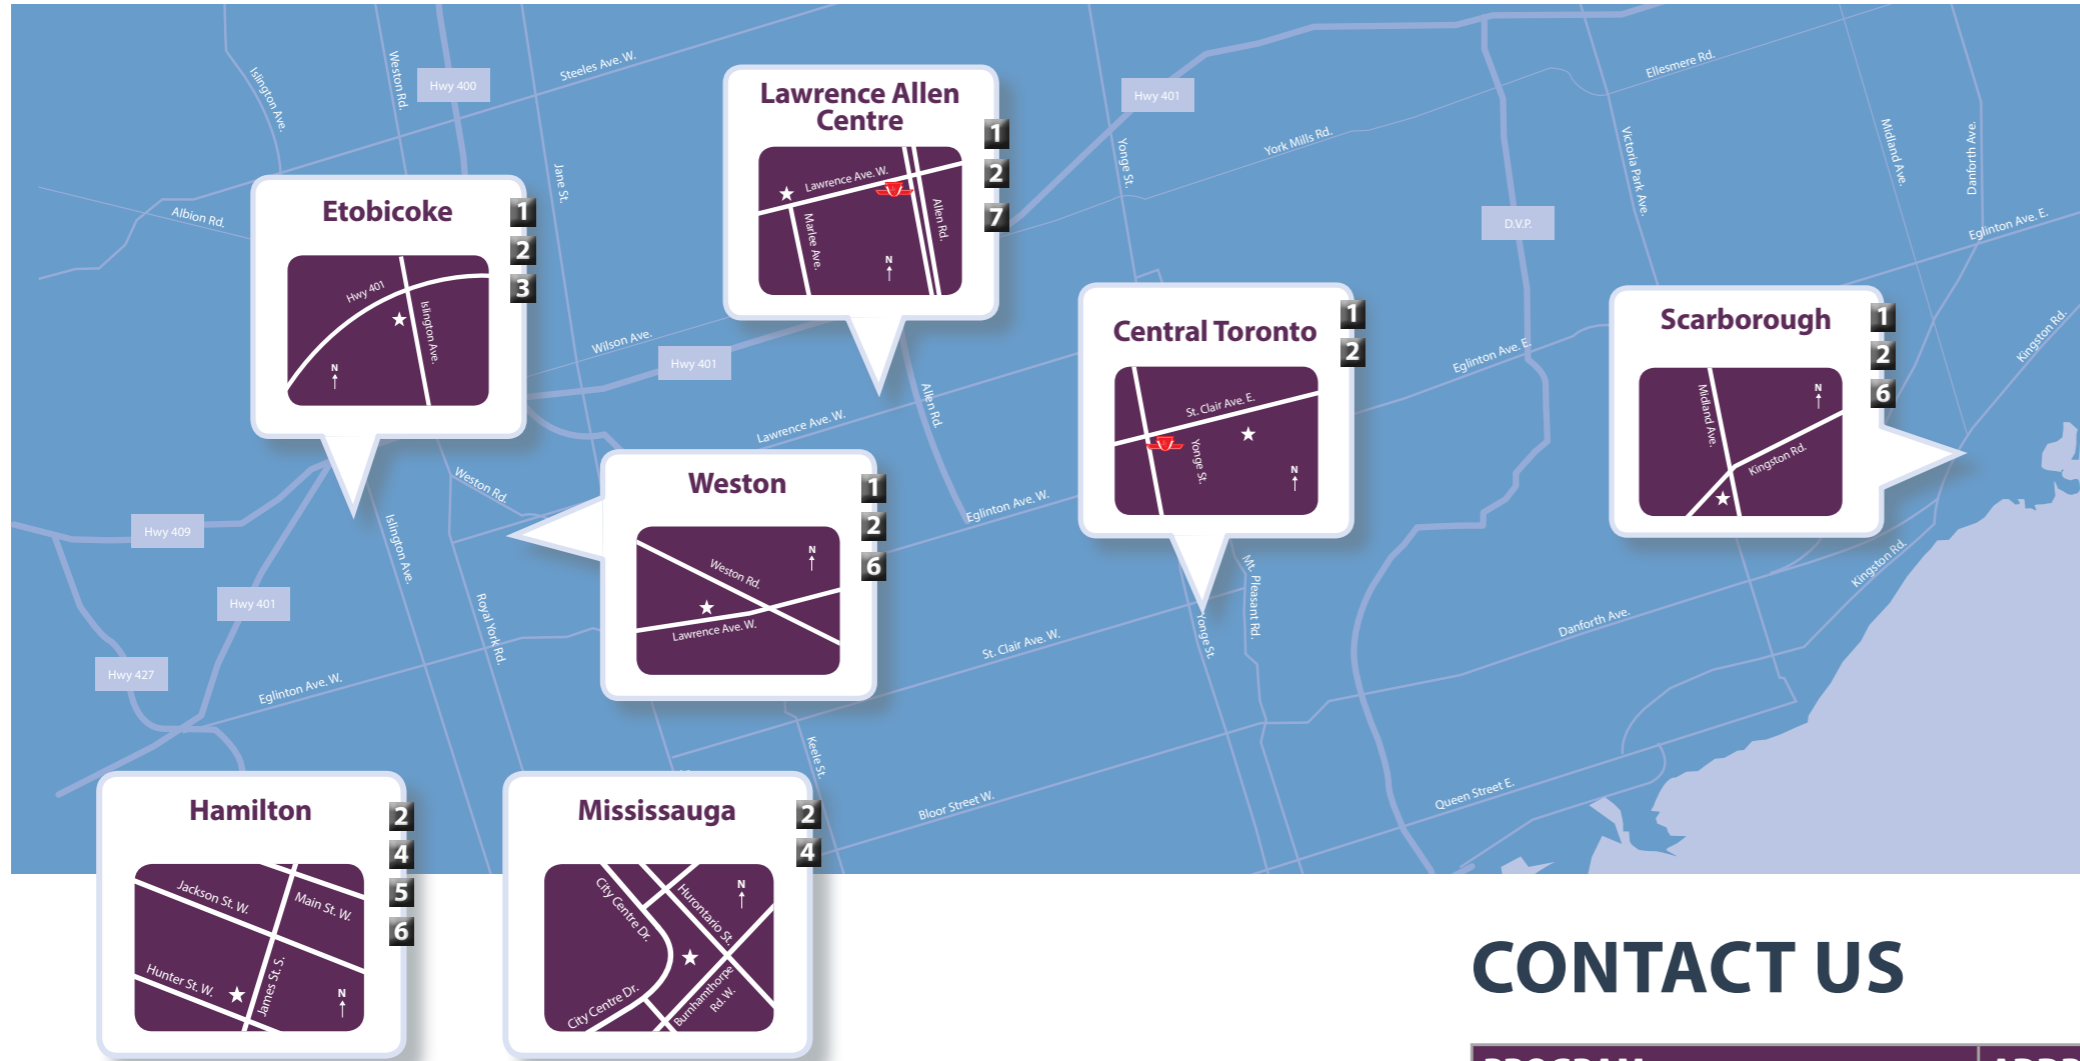 Islington Ave.
Weston Rd.
Hwy 400
Steeles Ave. W.
Jane St.
Albion Rd.
Hwy 401
Yonge St.
York Mills Rd.
Ellesmere Rd.
Victoria Park Ave.
Midland Ave.
Danforth Ave.
D.V.P.
Eglinton Ave. E.
Kingston Rd.
Lawrence Allen
Centre
1
2
7
Lawrence Ave. W.
Marlee Ave.
Allen Rd.
N
Etobicoke
1
2
3
Hwy 401
Islington Ave.
N
Wilson Ave.
Hwy 401
Allen Rd.
Lawrence Ave. W.
Eglinton Ave. W.
Central Toronto
1
2
St. Clair Ave. E.
Yonge St.
N
Eglinton Ave. E.
Scarborough
1
2
6
Midland Ave.
Kingston Rd.
N
Weston Rd.
Weston
1
2
6
Weston Rd.
Lawrence Ave. W.
N
Hwy 409
Hwy 401
Hwy 427
Islington Ave.
Royal York Rd.
Eglinton Ave. W.
St. Clair Ave. W.
Yonge St.
Mt. Pleasant Rd.
Danforth Ave.
Kingston Rd.
Keele St.
Bloor Street W.
Queen Street E.
Hamilton
2
4
5
6
Jackson St. W.
Main St. W.
Hunter St. W.
James St. S.
N
Mississauga
2
4
City Centre Dr.
Hurontario St.
City Centre Dr.
Burnhamthorpe
Rd. W.
N
CONTACT US